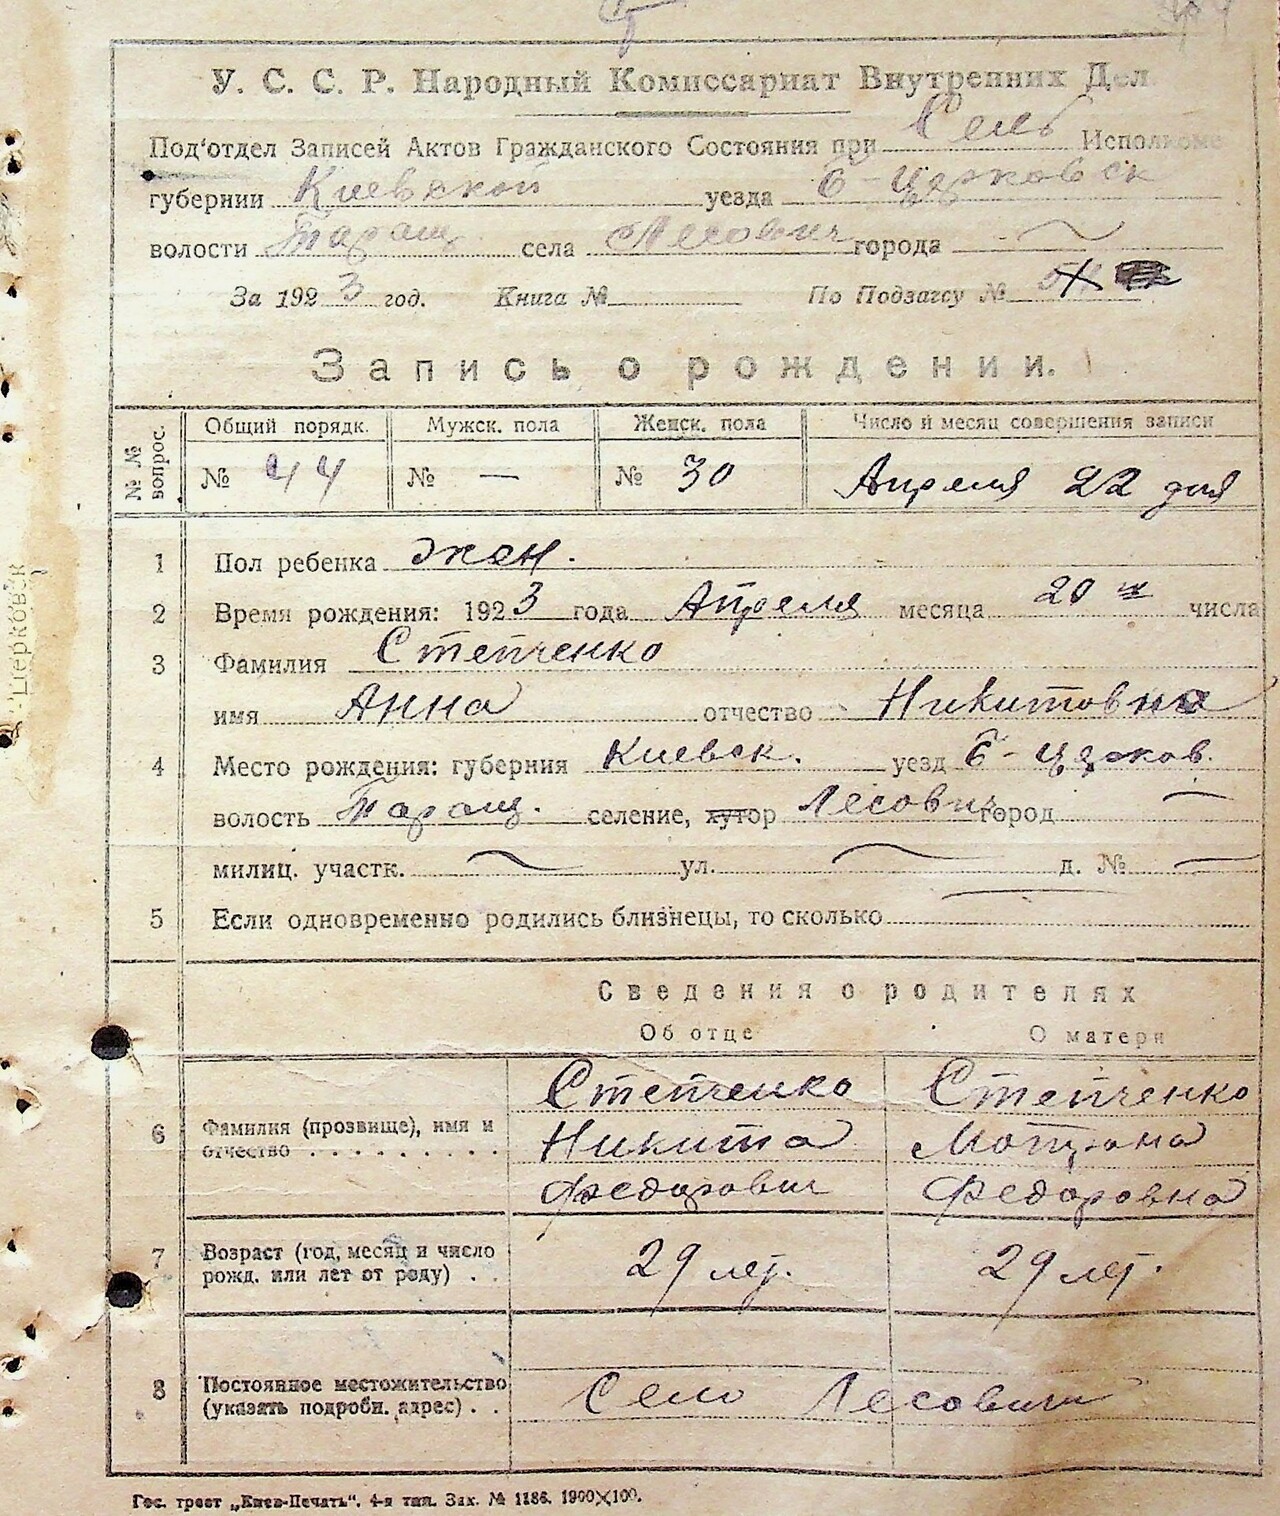 У. С. С. Р. Народный Комиссариат Внутренних Дел.
Под'отдел Записей Актов Гражданского Состояния при Сель Исполкоме
губернии Киевской уезда Б-Церковск
волости Таращ. села Лесович города
За 1923 год. Книга № По Подзагсу №
Запись о рождении.
№ № вопрос. Общий порядк. Мужск. пола Женск. пола Число и месяц совершения записи
№ 44 № — № 30 Апреля 22 дня
1 Пол ребенка жен.
2 Время рождения: 1923 года Апреля месяца 20 числа
3 Фамилия Степченко
имя Анна отчество Никитовна
4 Место рождения: губерния Киевск. уезд Б-Церков.
волость Таращ. селение, хутор Лесович город —
милиц. участк. ул. д. № —
5 Если одновременно родились близнецы, то сколько
Сведения о родителях
Об отце О матери
Степченко Степченко
6 Фамилия (прозвище), имя и отчество . . . . . . . . . Никита Мотрона
Федорович Федоровна
7 Возраст (год, месяц и число рожд. или лет от роду) . . 29 лет. 29 лет.
8 Постоянное местожительство (указать подробн. адрес) . . Село Лесовичи
Гос. трест „Киев-Печать". 4-я тип. Зак. № 1186. 1900×100.
Церковск